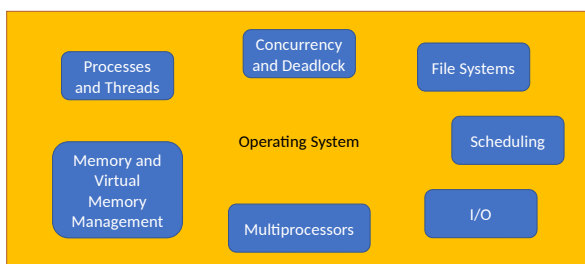 Concurrency
and Deadlock
Processes
and Threads
File Systems
Operating System
Scheduling
Memory and
Virtual
Memory
Management
I/O
Multiprocessors